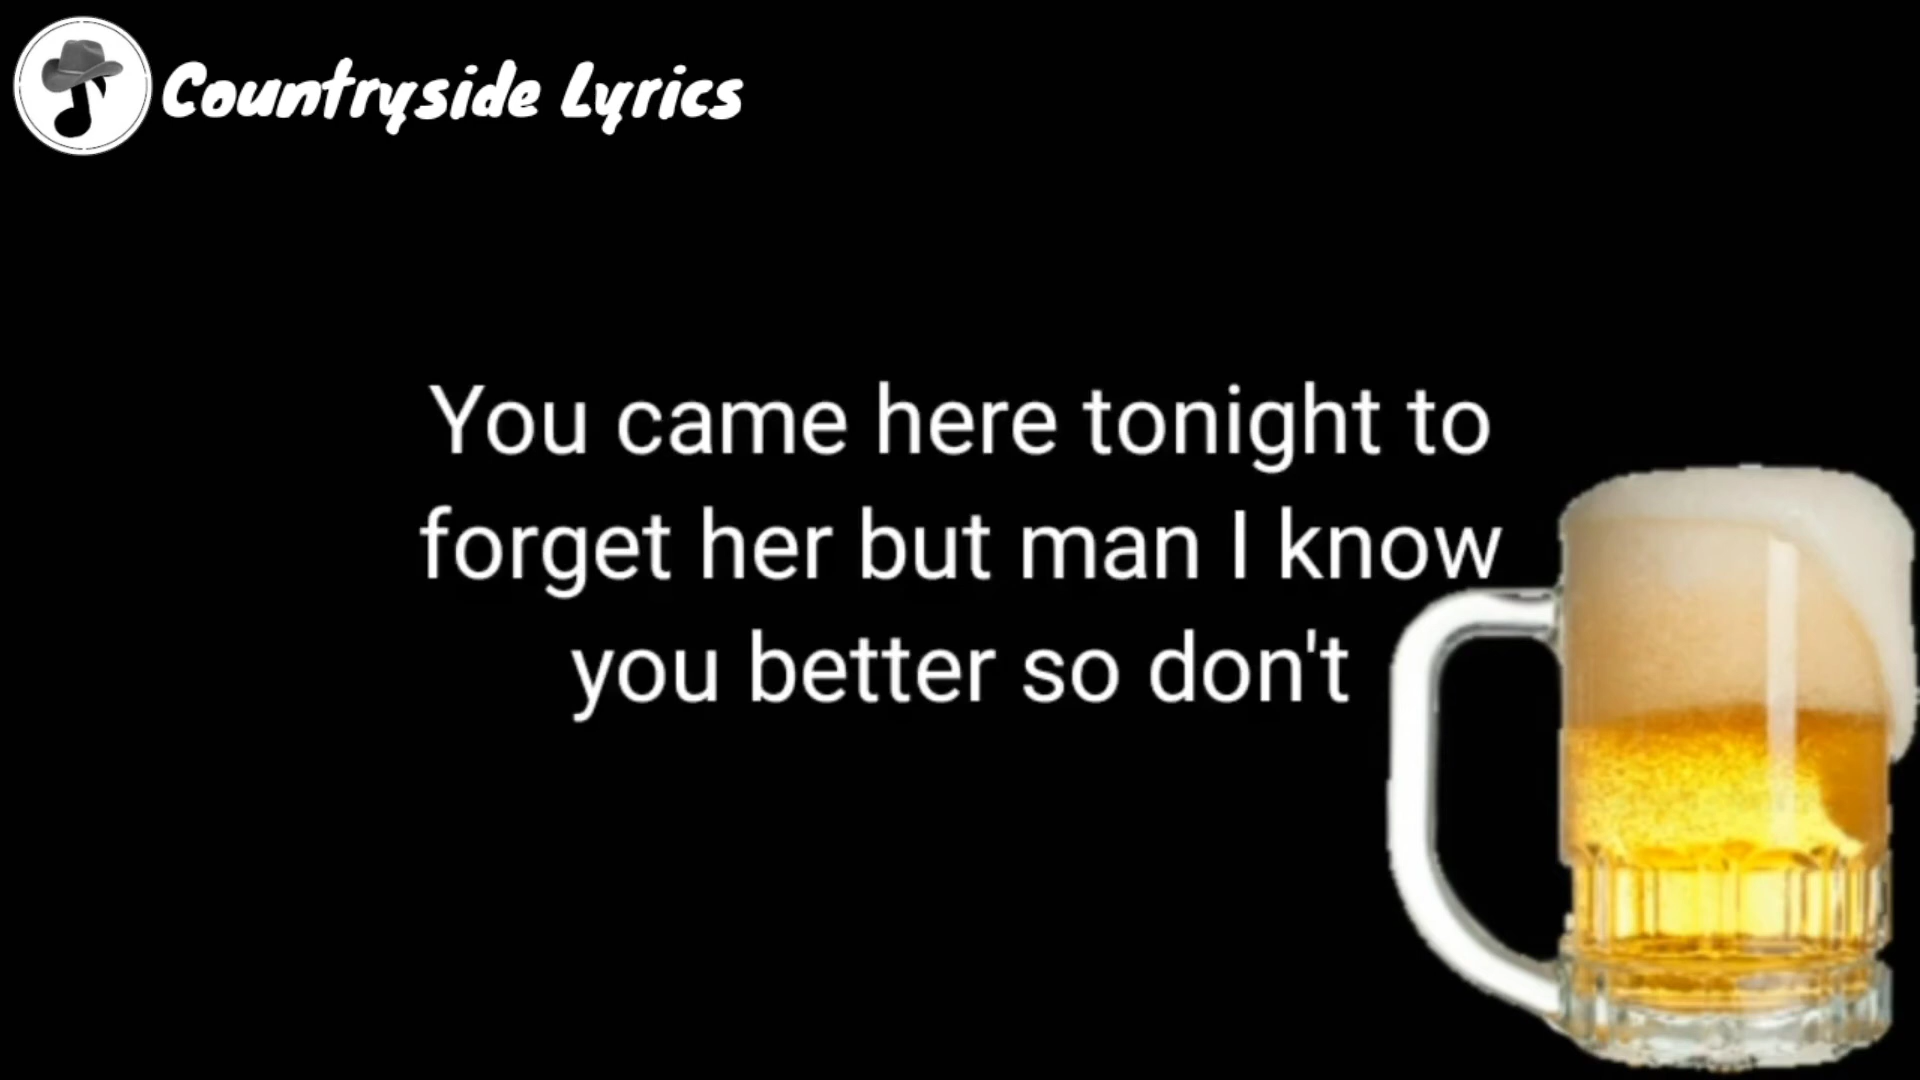 Countryside Lyrics
You came here tonight to
forget her but man I know
you better so don't